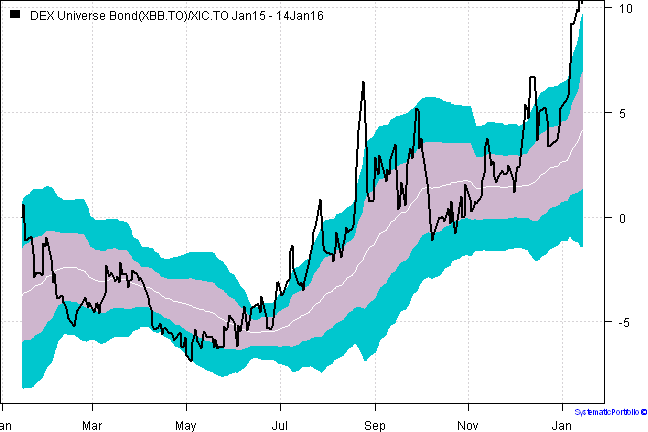 DEX Universe Bond(XBB.TO)/XIC.TO Jan15 - 14Jan16
10
5
0
-5
an Mar May Jul Sep Nov Jan
SystematicPortfolio ©